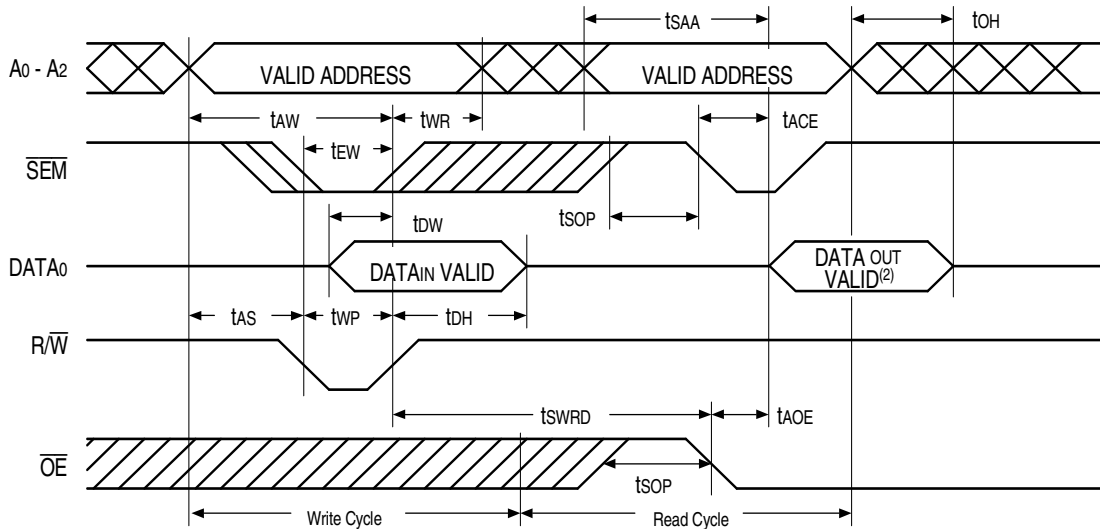 tSAA
tOH
A0 - A2
VALID ADDRESS
VALID ADDRESS
tAW
tWR
tACE
tEW
SEM
tDW
tSOP
DATA0
DATAIN VALID
DATA OUT
VALID(2)
tAS
tWP
tDH
R/W
tSWRD
tAOE
OE
tSOP
Write Cycle
Read Cycle